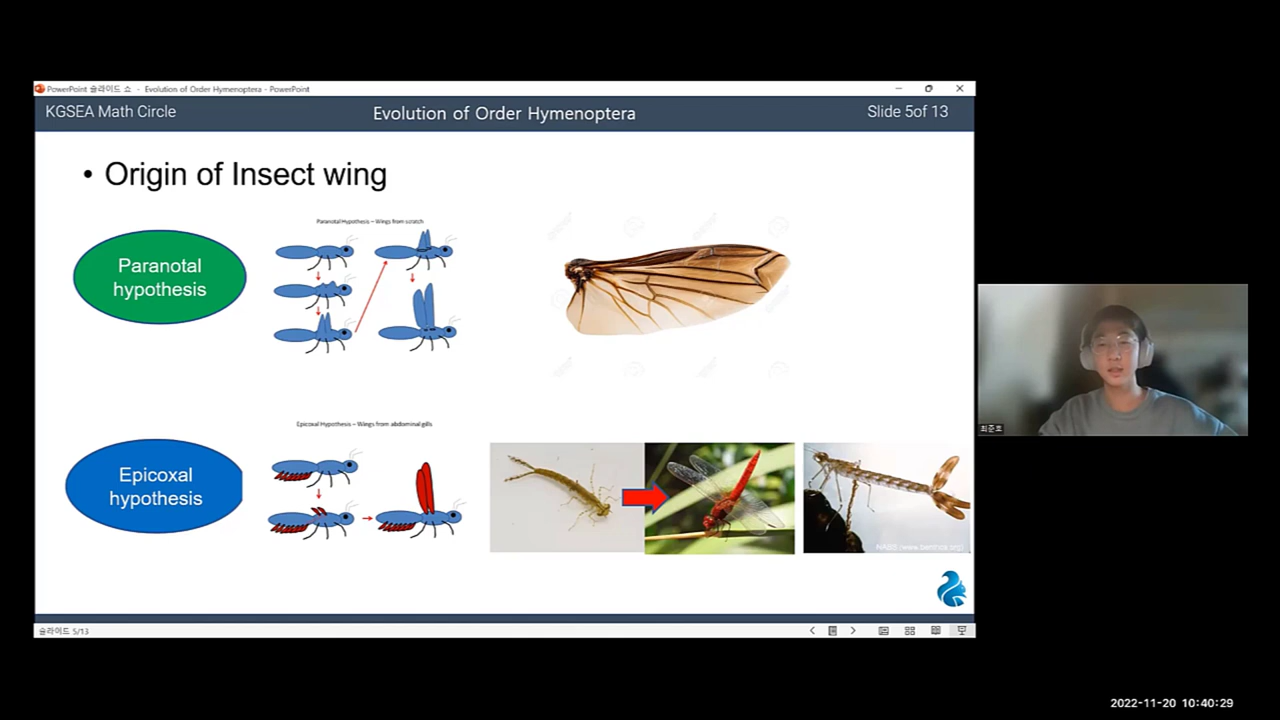 PowerPoint 슬라이드 쇼 - Evolution of Order Hymenoptera - PowerPoint
KGSEA Math Circle
Evolution of Order Hymenoptera
Slide 5of 13
• Origin of Insect wing
Paranotal Hypothesis – Wings from scratch
Paranotal
hypothesis
Epicoxal Hypothesis – Wings from abdominal gills
Epicoxal
hypothesis
NABS (www.benthos.org)
최준호
슬라이드 5/13
2022-11-20 10:40:29